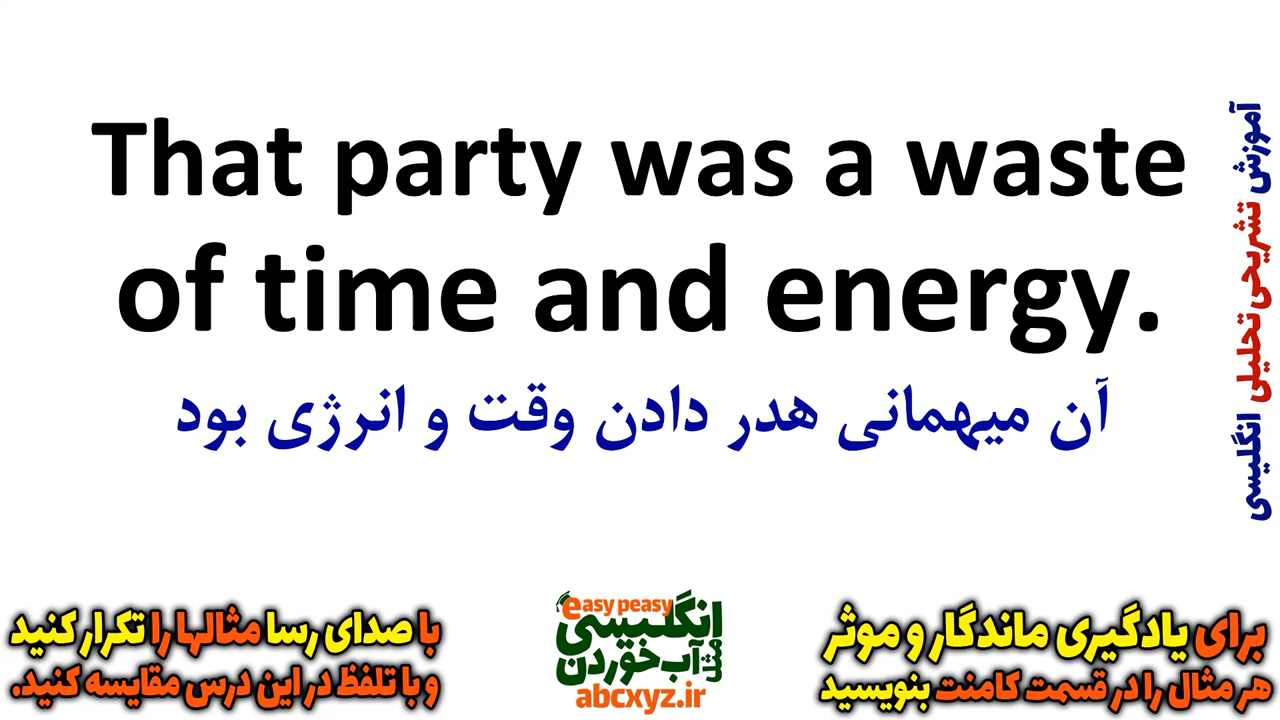 That party was a waste
of time and energy.
آن میهمانی هدر دادن وقت و انرژی بود
آموزش تشریحی تحلیلی انگلیسی
برای یادگیری ماندگار و موثر
هر مثال را در قسمت کامنت بنویسید
easy peasy
انگلیسی
مثل آب خوردن
abcxyz.ir
با صدای رسا مثالها را تکرار کنید
و با تلفظ در این درس مقایسه کنید.